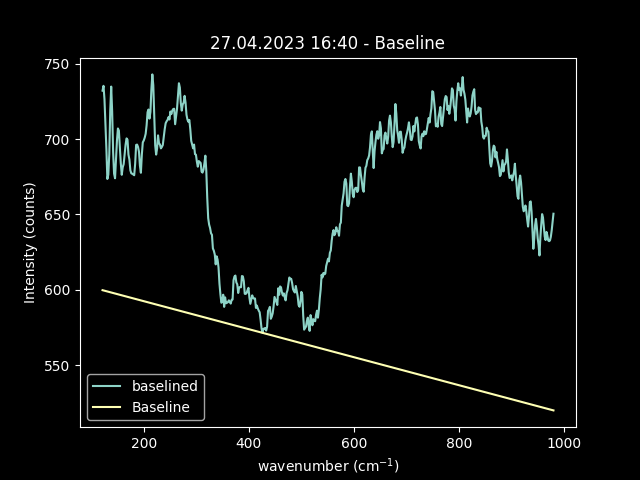 27.04.2023 16:40 - Baseline
750
700
650
600
550
Intensity (counts)
baselined
Baseline
200
400
600
800
1000
wavenumber (cm⁻¹)